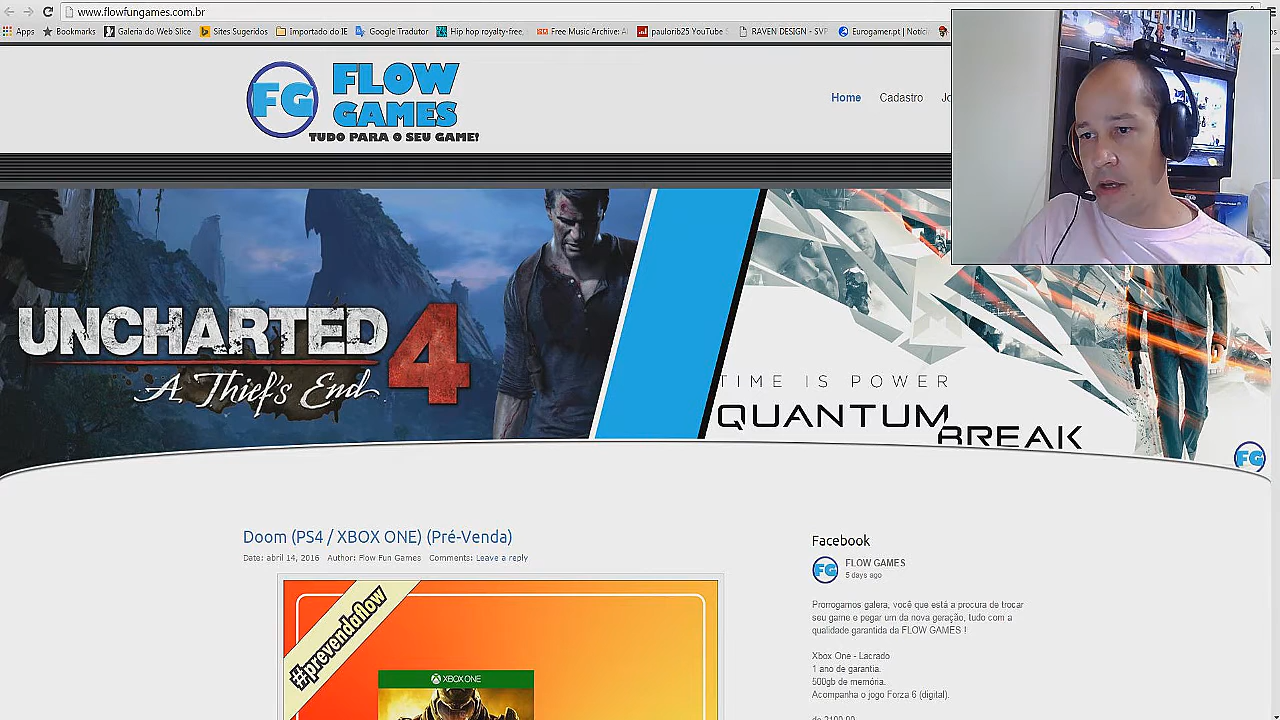 www.flowfungames.com.br
Apps Bookmarks Galeria do Web Slice Sites Sugeridos Importado do IE Google Tradutor Hip hop royalty-free Free Music Archive: paulorib25 YouTube RAVEN DESIGN - Eurogamer.pt | Notíci
FG FLOW
GAMES
TUDO PARA O SEU GAME!
Home Cadastro Jo
UNCHARTED 4
A Thief's End
TIME IS POWER
QUANTUM
BREAK
FG
Doom (PS4 / XBOX ONE) (Pré-Venda)
Date: abril 14, 2016 Author: Flow Fun Games Comments: Leave a reply
#prevendaflow
XBOX ONE
Facebook
FG FLOW GAMES
5 days ago
Prorrogamos galera, você que está a procura de trocar
seu game e pegar um da nova geração, tudo com a
qualidade garantida da FLOW GAMES !
Xbox One - Lacrado
1 ano de garantia.
500gb de memória.
Acompanha o jogo Forza 6 (digital).
de 2100,00